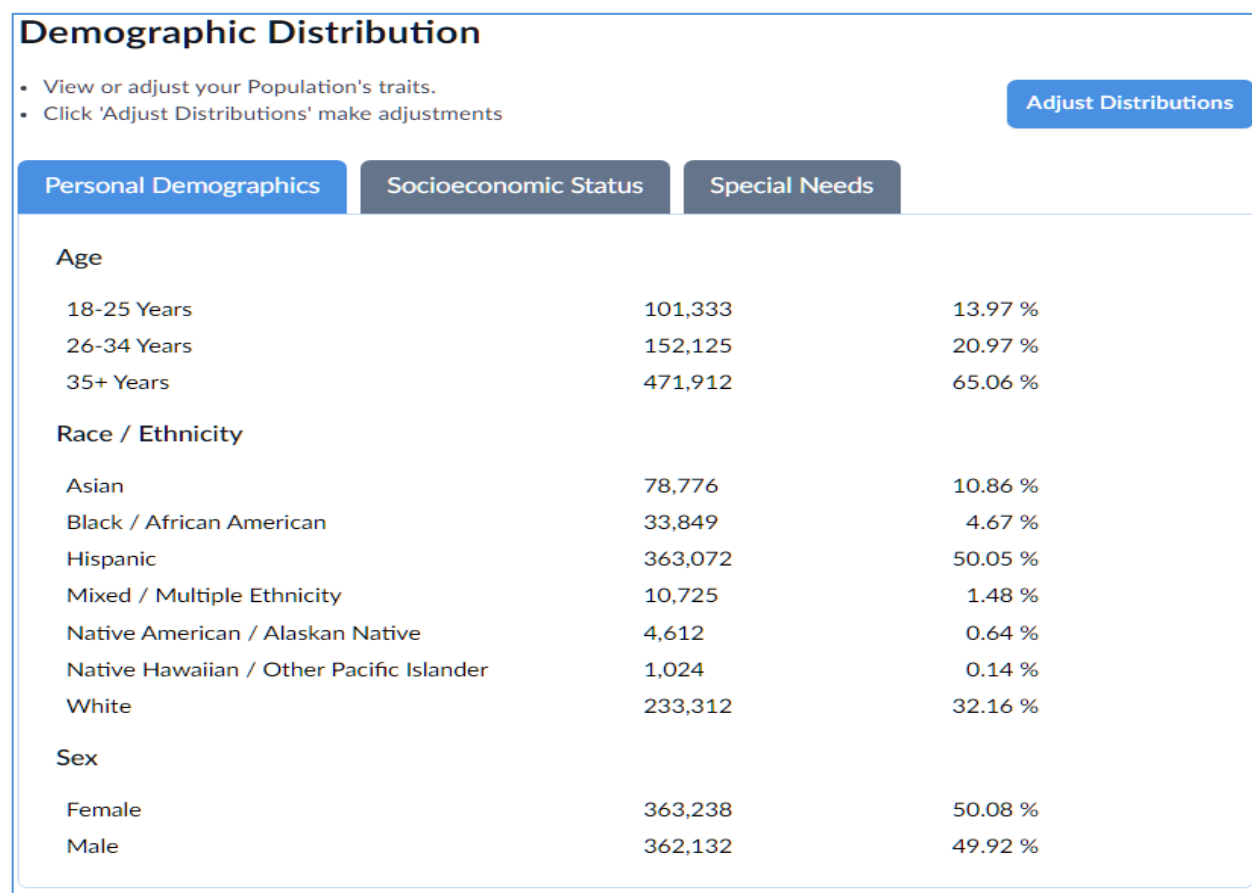 Demographic Distribution
• View or adjust your Population's traits.
• Click 'Adjust Distributions' make adjustments
Adjust Distributions
Personal Demographics Socioeconomic Status Special Needs
Age
18-25 Years 101,333 13.97 %
26-34 Years 152,125 20.97 %
35+ Years 471,912 65.06 %
Race / Ethnicity
Asian 78,776 10.86 %
Black / African American 33,849 4.67 %
Hispanic 363,072 50.05 %
Mixed / Multiple Ethnicity 10,725 1.48 %
Native American / Alaskan Native 4,612 0.64 %
Native Hawaiian / Other Pacific Islander 1,024 0.14 %
White 233,312 32.16 %
Sex
Female 363,238 50.08 %
Male 362,132 49.92 %